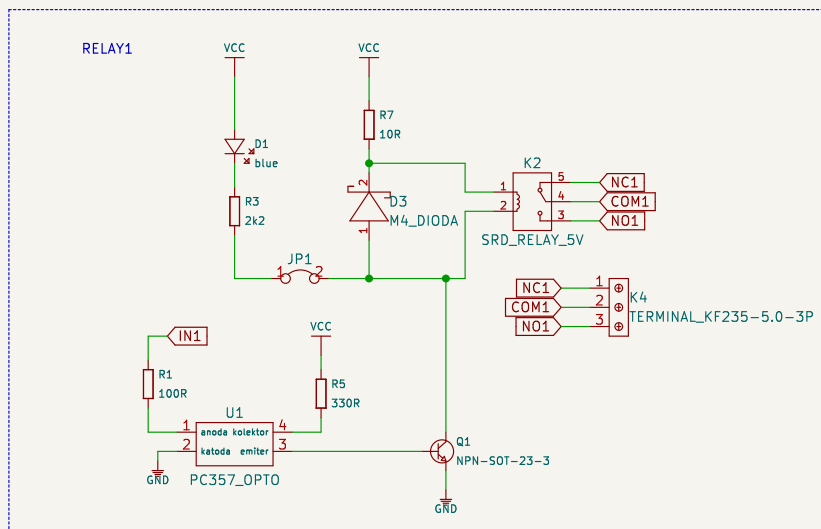 RELAY1
VCC
VCC
D1
blue
R7
10R
R3
2k2
2
D3
M4_DIODA
1
K2
1
2
5
4
3
NC1
COM1
NO1
SRD_RELAY_5V
JP1
1
2
NC1
COM1
NO1
1
2
3
K4
TERMINAL_KF235-5.0-3P
IN1
VCC
R1
100R
R5
330R
U1
1
2
anoda kolektor
katoda emiter
4
3
PC357_OPTO
GND
Q1
NPN-SOT-23-3
GND